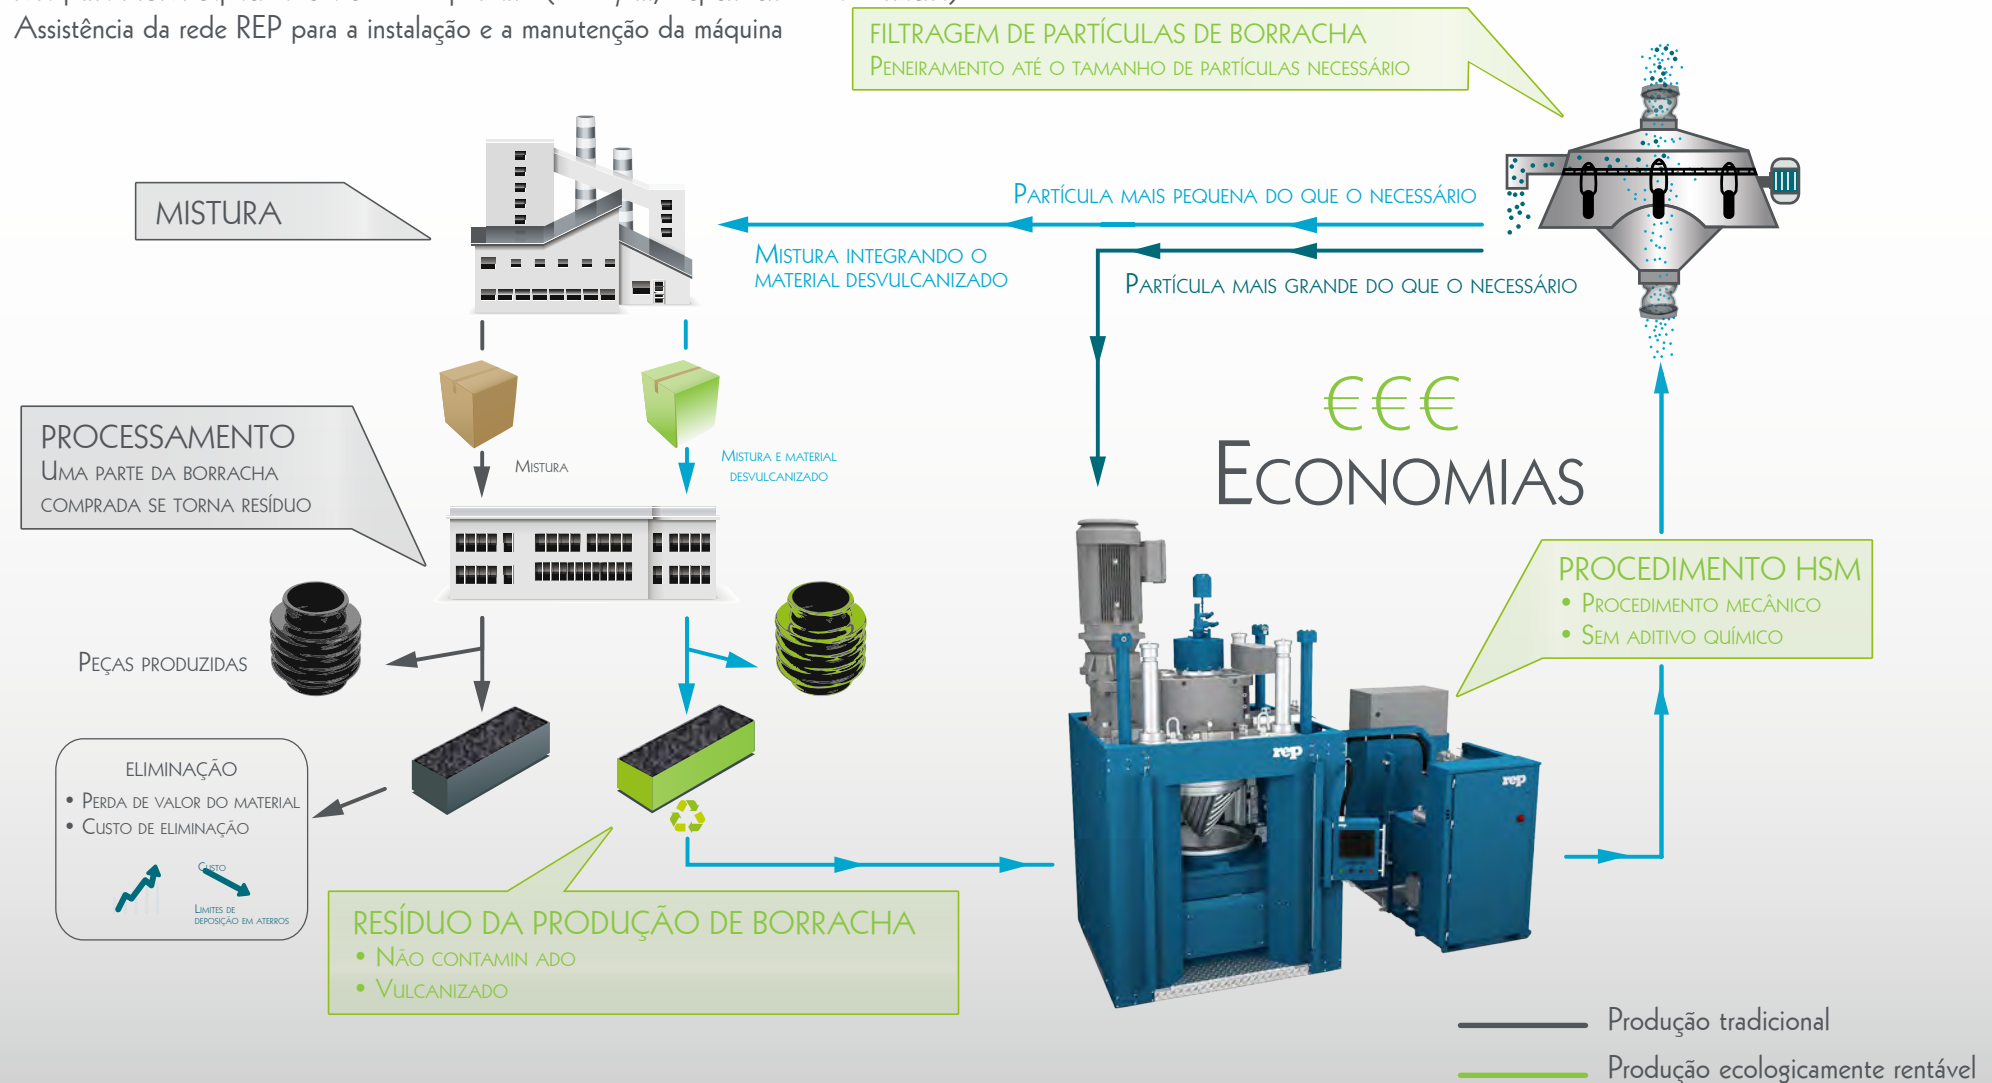 Assistência da rede REP para a instalação e a manutenção da máquina
FILTRAGEM DE PARTÍCULAS DE BORRACHA
PENEIRAMENTO ATÉ O TAMANHO DE PARTÍCULAS NECESSÁRIO
MISTURA
PARTÍCULA MAIS PEQUENA DO QUE O NECESSÁRIO
MISTURA INTEGRANDO O
MATERIAL DESVULCANIZADO
PARTÍCULA MAIS GRANDE DO QUE O NECESSÁRIO
€€€
ECONOMIAS
PROCESSAMENTO
UMA PARTE DA BORRACHA
COMPRADA SE TORNA RESÍDUO
MISTURA
MISTURA E MATERIAL
DESVULCANIZADO
PROCEDIMENTO HSM
• PROCEDIMENTO MECÂNICO
• SEM ADITIVO QUÍMICO
PEÇAS PRODUZIDAS
rep
rep
ELIMINAÇÃO
• PERDA DE VALOR DO MATERIAL
• CUSTO DE ELIMINAÇÃO
CUSTO
LIMITES DE
DEPOSIÇÃO EM ATERROS
RESÍDUO DA PRODUÇÃO DE BORRACHA
• NÃO CONTAMIN ADO
• VULCANIZADO
Produção tradicional
Produção ecologicamente rentável